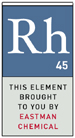 Rh
45
THIS ELEMENT
BROUGHT
TO YOU BY
EASTMAN
CHEMICAL